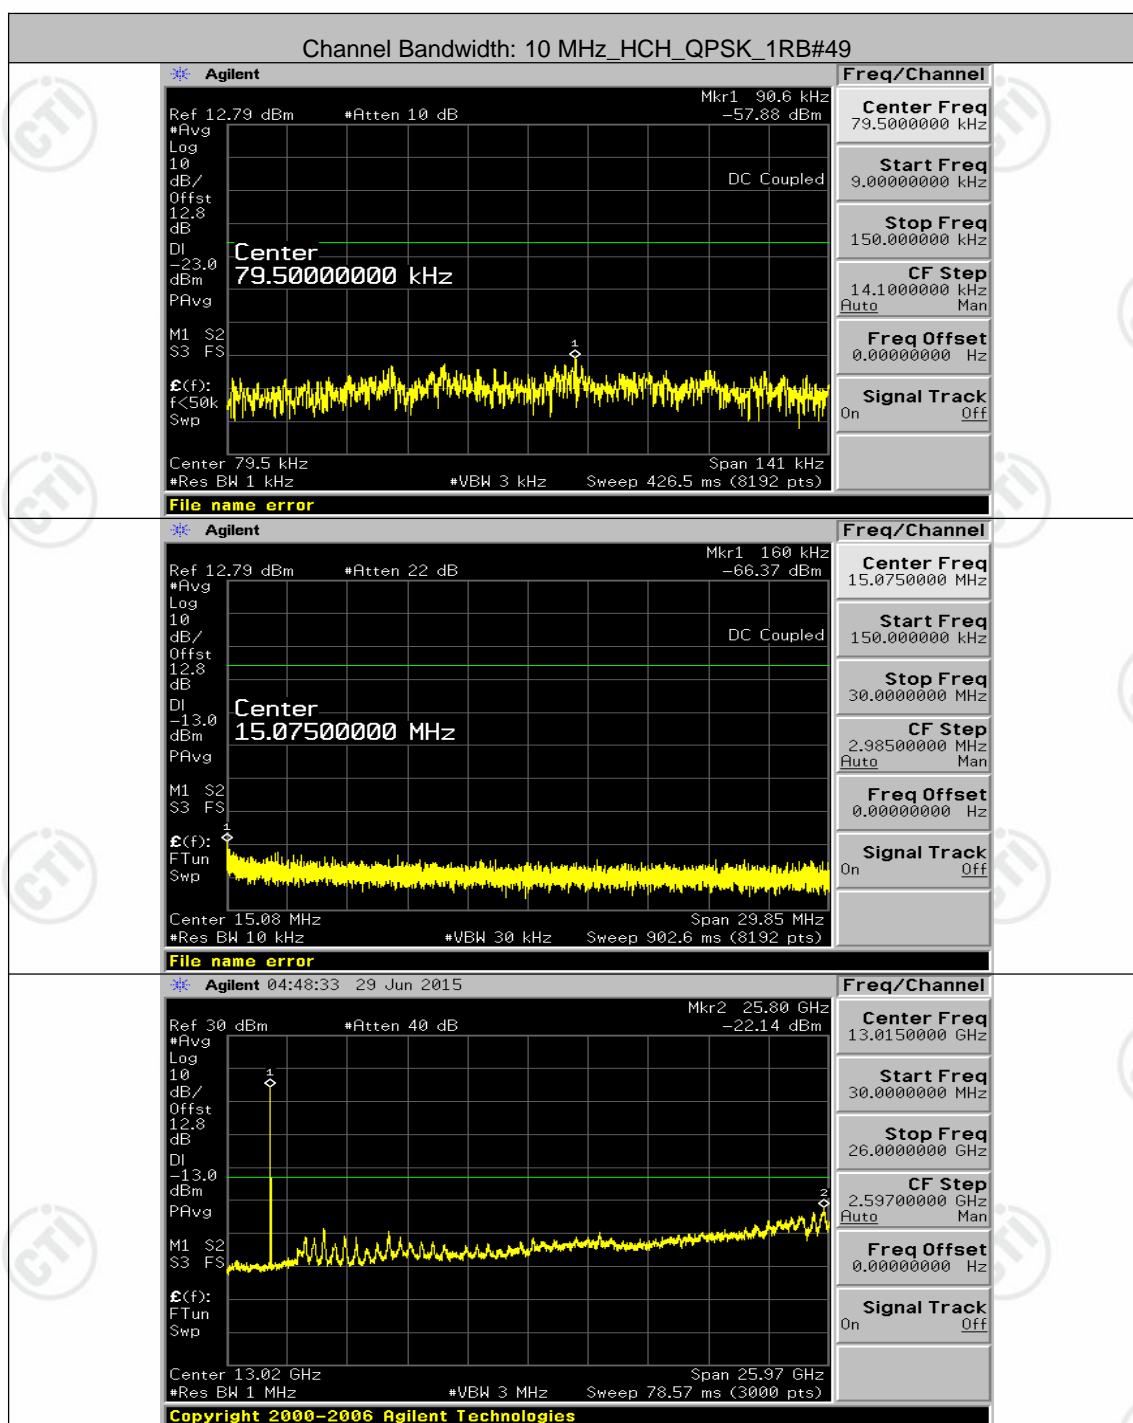 Channel Bandwidth: 10 MHz_HCH_QPSK_1RB#49
Agilent
Freq/Channel
Mkr1 90.6 kHz
Ref 12.79 dBm #Atten 10 dB -57.88 dBm
#Avg
Log
10
dB/
Offst
12.8
dB
DI
-23.0
dBm
PAvg
M1 S2
S3 FS
£(f):
f<50k
Swp
DC Coupled
Center
79.50000000 kHz
1
Center 79.5 kHz Span 141 kHz
#Res BW 1 kHz #VBW 3 kHz Sweep 426.5 ms (8192 pts)
File name error
Center Freq
79.5000000 kHz
Start Freq
9.00000000 kHz
Stop Freq
150.000000 kHz
CF Step
14.1000000 kHz
Auto Man
Freq Offset
0.00000000 Hz
Signal Track
On Off
Agilent
Freq/Channel
Mkr1 160 kHz
Ref 12.79 dBm #Atten 22 dB -66.37 dBm
#Avg
Log
10
dB/
Offst
12.8
dB
DI
-13.0
dBm
PAvg
M1 S2
S3 FS
£(f):
FTun
Swp
DC Coupled
Center
15.07500000 MHz
1
Center 15.08 MHz Span 29.85 MHz
#Res BW 10 kHz #VBW 30 kHz Sweep 902.6 ms (8192 pts)
File name error
Center Freq
15.0750000 MHz
Start Freq
150.000000 kHz
Stop Freq
30.0000000 MHz
CF Step
2.98500000 MHz
Auto Man
Freq Offset
0.00000000 Hz
Signal Track
On Off
Agilent 04:48:33 29 Jun 2015
Freq/Channel
Mkr2 25.80 GHz
Ref 30 dBm #Atten 40 dB -22.14 dBm
#Avg
Log
10
dB/
Offst
12.8
dB
DI
-13.0
dBm
PAvg
M1 S2
S3 FS
£(f):
FTun
Swp
1
2
Center 13.02 GHz Span 25.97 GHz
#Res BW 1 MHz #VBW 3 MHz Sweep 78.57 ms (3000 pts)
Copyright 2000-2006 Agilent Technologies
Center Freq
13.0150000 GHz
Start Freq
30.0000000 MHz
Stop Freq
26.0000000 GHz
CF Step
2.59700000 GHz
Auto Man
Freq Offset
0.00000000 Hz
Signal Track
On Off
CTI
CTI
CTI
CTI
CTI
CTI
CTI
CTI